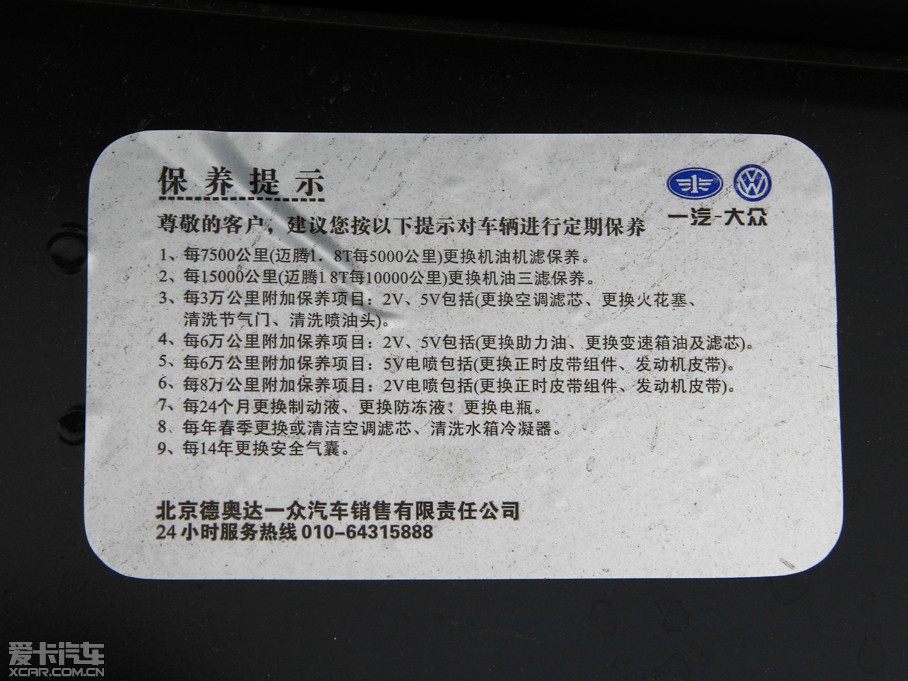 保养提示
一汽-大众
尊敬的客户，建议您按以下提示对车辆进行定期保养
1、每7500公里(迈腾1.8T每5000公里)更换机油机滤保养。
2、每15000公里(迈腾1 8T每10000公里)更换机油三滤保养。
3、每3万公里附加保养项目：2V、5V包括(更换空调滤芯、更换火花塞、
清洗节气门、清洗喷油头)。
4、每6万公里附加保养项目：2V、5V包括(更换助力油、更换变速箱油及滤芯)。
5、每6万公里附加保养项目：5V电喷包括(更换正时皮带组件、发动机皮带)。
6、每8万公里附加保养项目：2V电喷包括(更换正时皮带组件、发动机皮带)。
7、每24个月更换制动液、更换防冻液；更换电瓶。
8、每年春季更换或清洁空调滤芯、清洗水箱冷凝器。
9、每14年更换安全气囊。
北京德奥达一众汽车销售有限责任公司
24小时服务热线 010-64315888
爱卡汽车
XCAR.COM.CN